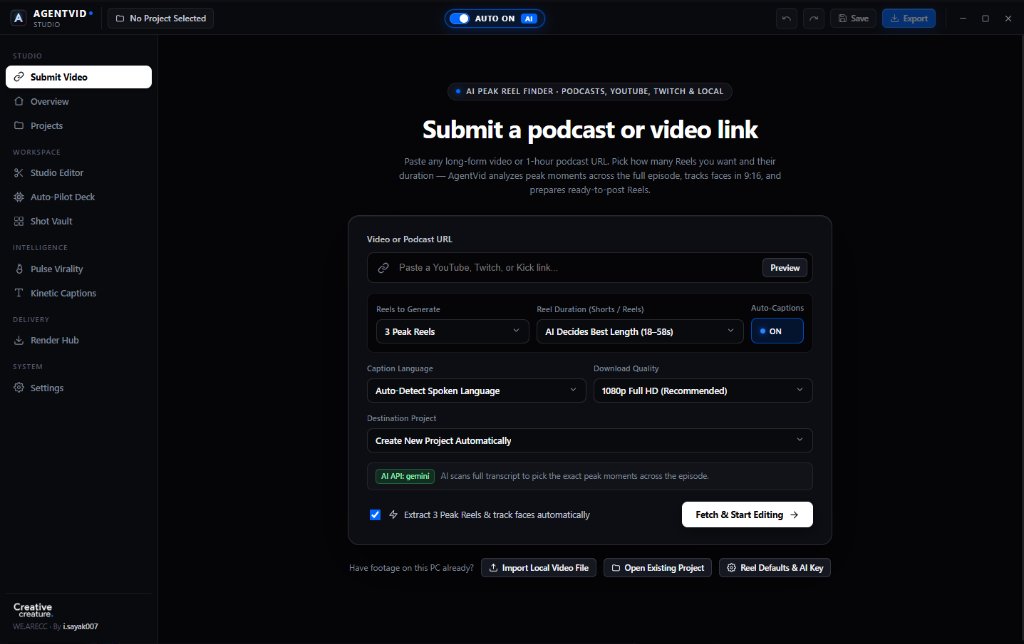 AGENTVID
STUDIO
No Project Selected
AUTO ON AI
Save
Export
STUDIO
Submit Video
Overview
Projects
WORKSPACE
Studio Editor
Auto-Pilot Deck
Shot Vault
INTELLIGENCE
Pulse Virality
Kinetic Captions
DELIVERY
Render Hub
SYSTEM
Settings
Creative
creature.
WE.ARECC · By i.sayak007
AI PEAK REEL FINDER · PODCASTS, YOUTUBE, TWITCH & LOCAL
Submit a podcast or video link
Paste any long-form video or 1-hour podcast URL. Pick how many Reels you want and their
duration — AgentVid analyzes peak moments across the full episode, tracks faces in 9:16, and
prepares ready-to-post Reels.
Video or Podcast URL
Paste a YouTube, Twitch, or Kick link...
Preview
Reels to Generate
3 Peak Reels
Reel Duration (Shorts / Reels)
AI Decides Best Length (18–58s)
Auto-Captions
ON
Caption Language
Auto-Detect Spoken Language
Download Quality
1080p Full HD (Recommended)
Destination Project
Create New Project Automatically
AI API: gemini AI scans full transcript to pick the exact peak moments across the episode.
Extract 3 Peak Reels & track faces automatically
Fetch & Start Editing →
Have footage on this PC already?
Import Local Video File
Open Existing Project
Reel Defaults & AI Key